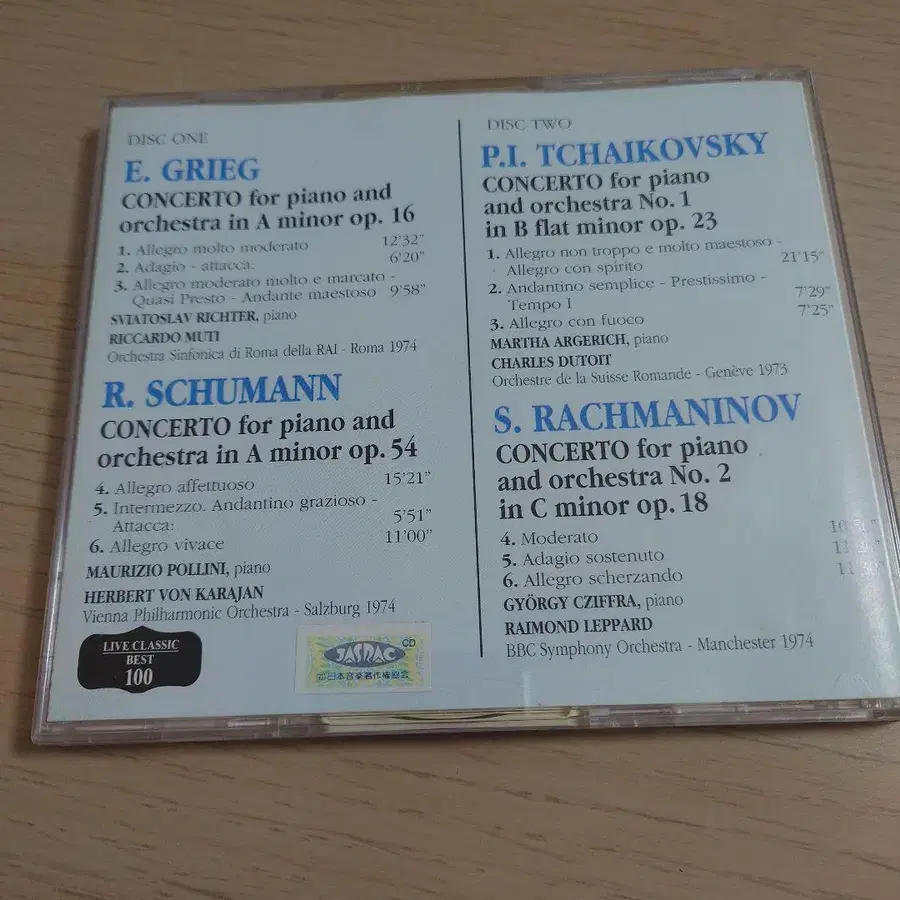 DISC ONE
E. GRIEG
CONCERTO for piano and
orchestra in A minor op. 16
1. Allegro molto moderato 12'32"
2. Adagio - attacca: 6'20"
3. Allegro moderato molto e marcato -
Quasi Presto - Andante maestoso 9'58"
SVIATOSLAV RICHTER, piano
RICCARDO MUTI
Orchestra Sinfonica di Roma della RAI - Roma 1974
R. SCHUMANN
CONCERTO for piano and
orchestra in A minor op. 54
4. Allegro affettuoso 15'21"
5. Intermezzo. Andantino grazioso -
Attacca: 5'51"
6. Allegro vivace 11'00"
MAURIZIO POLLINI, piano
HERBERT VON KARAJAN
Vienna Philharmonic Orchestra - Salzburg 1974
LIVE CLASSIC
BEST
100
CD
JASRAC
日本音楽著作権協会
DISC TWO
P.I. TCHAIKOVSKY
CONCERTO for piano
and orchestra No. 1
in B flat minor op. 23
1. Allegro non troppo e molto maestoso -
Allegro con spirito 21'15"
2. Andantino semplice - Prestissimo -
Tempo I 7'29"
3. Allegro con fuoco 7'25"
MARTHA ARGERICH, piano
CHARLES DUTOIT
Orchestre de la Suisse Romande - Genève 1973
S. RACHMANINOV
CONCERTO for piano
and orchestra No. 2
in C minor op. 18
4. Moderato
5. Adagio sostenuto
6. Allegro scherzando
GYÖRGY CZIFFRA, piano
RAIMOND LEPPARD
BBC Symphony Orchestra - Manchester 1974